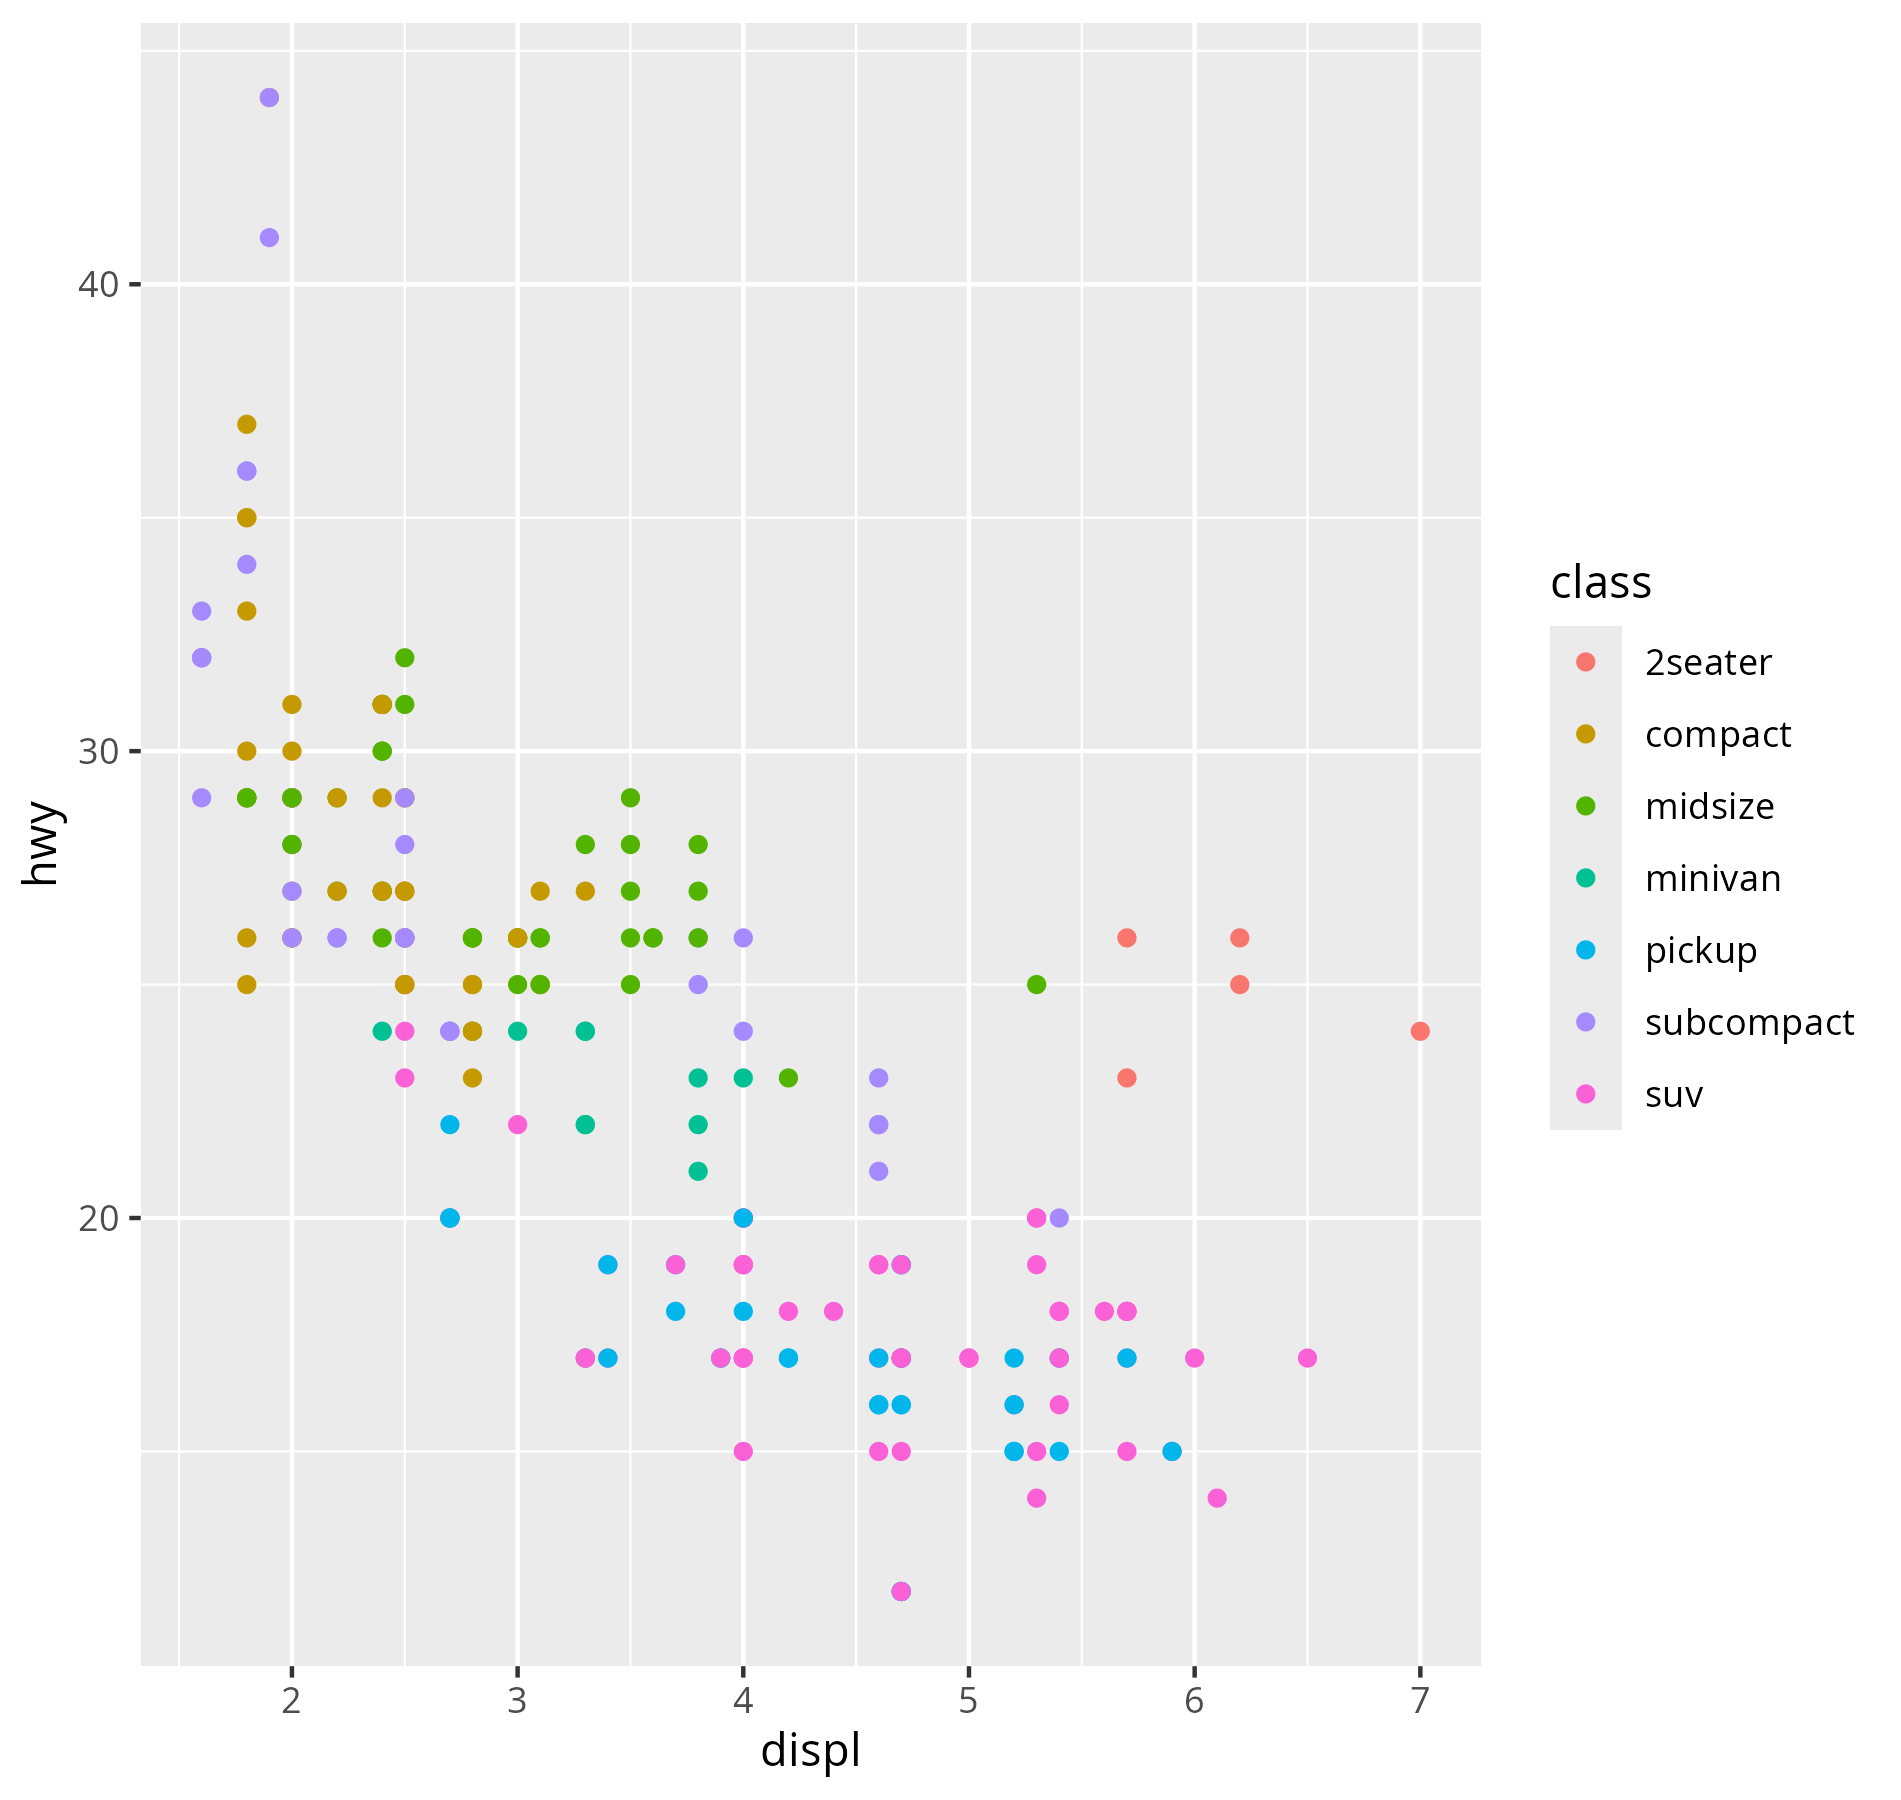 hwy
40
30
20
2 3 4 5 6 7
displ
class
2seater
compact
midsize
minivan
pickup
subcompact
suv